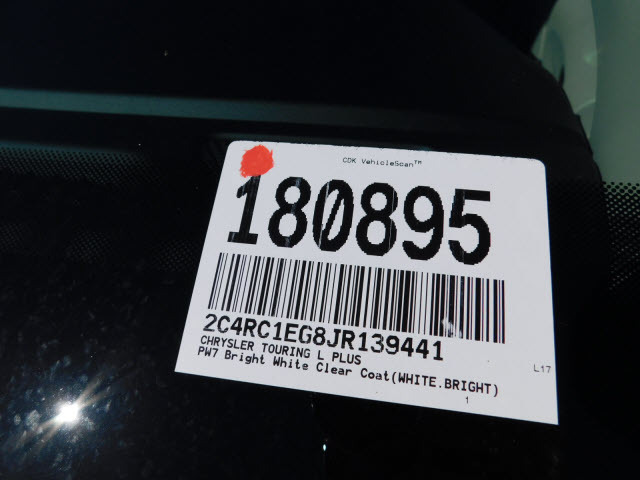 CDK VehicleScan™
180895
2C4RC1EG8JR139441
CHRYSLER TOURING L PLUS
PW7 Bright White Clear Coat(WHITE.BRIGHT)
L17
1